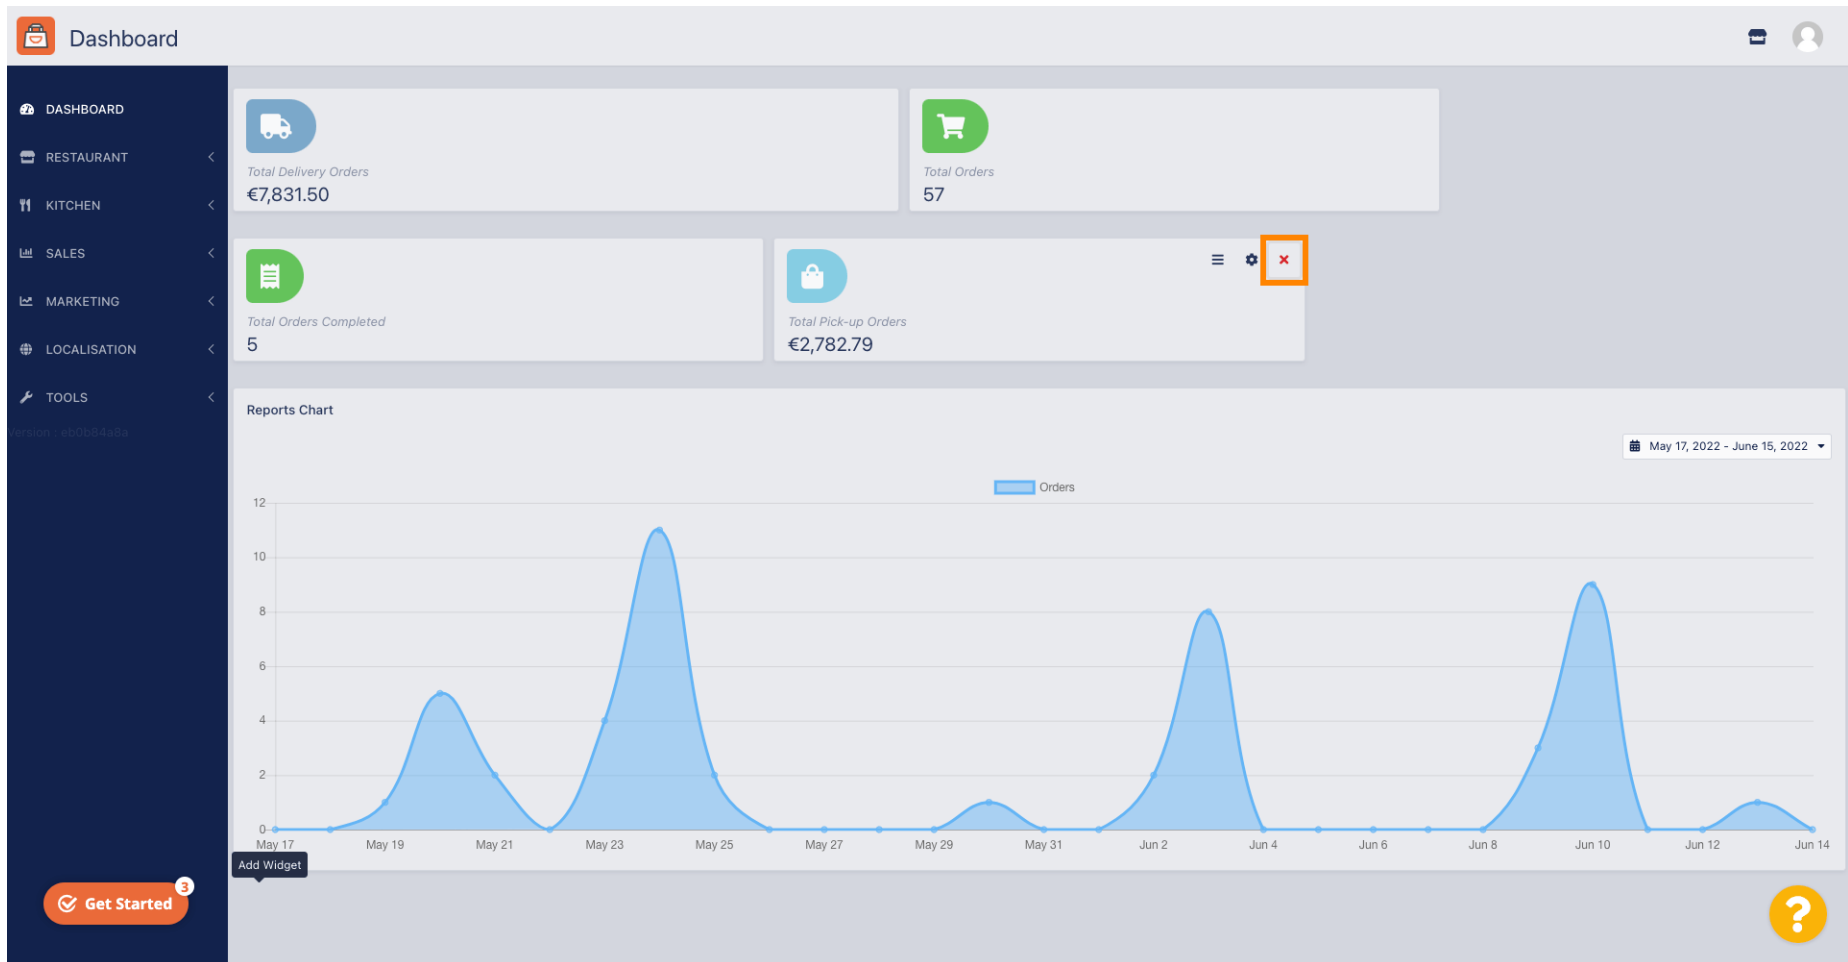 Dashboard
DASHBOARD
RESTAURANT
KITCHEN
SALES
MARKETING
LOCALISATION
TOOLS
Version : eb0b84a8a
Total Delivery Orders
€7,831.50
Total Orders
57
Total Orders Completed
5
Total Pick-up Orders
€2,782.79
Reports Chart
May 17, 2022 - June 15, 2022
Orders
12
10
8
6
4
2
0
May 17 May 19 May 21 May 23 May 25 May 27 May 29 May 31 Jun 2 Jun 4 Jun 6 Jun 8 Jun 10 Jun 12 Jun 14
Add Widget
3
Get Started
?